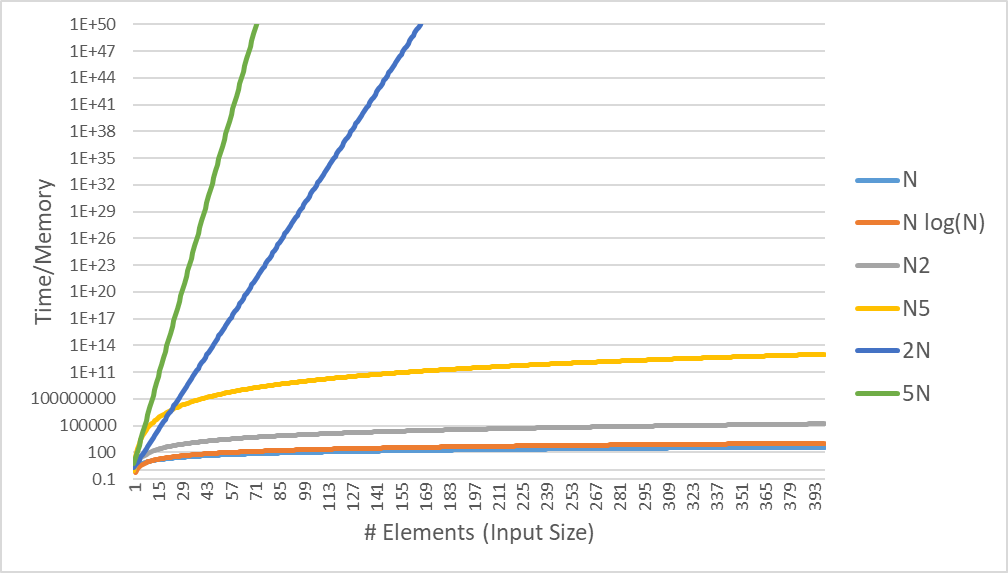 1E+50
1E+47
1E+44
1E+41
1E+38
1E+35
1E+32
1E+29
1E+26
1E+23
1E+20
1E+17
1E+14
1E+11
100000000
100000
100
0.1
Time/Memory
1 15 29 43 57 71 85 99 113 127 141 155 169 183 197 211 225 239 253 267 281 295 309 323 337 351 365 379 393
# Elements (Input Size)
N
N log(N)
N2
N5
2N
5N